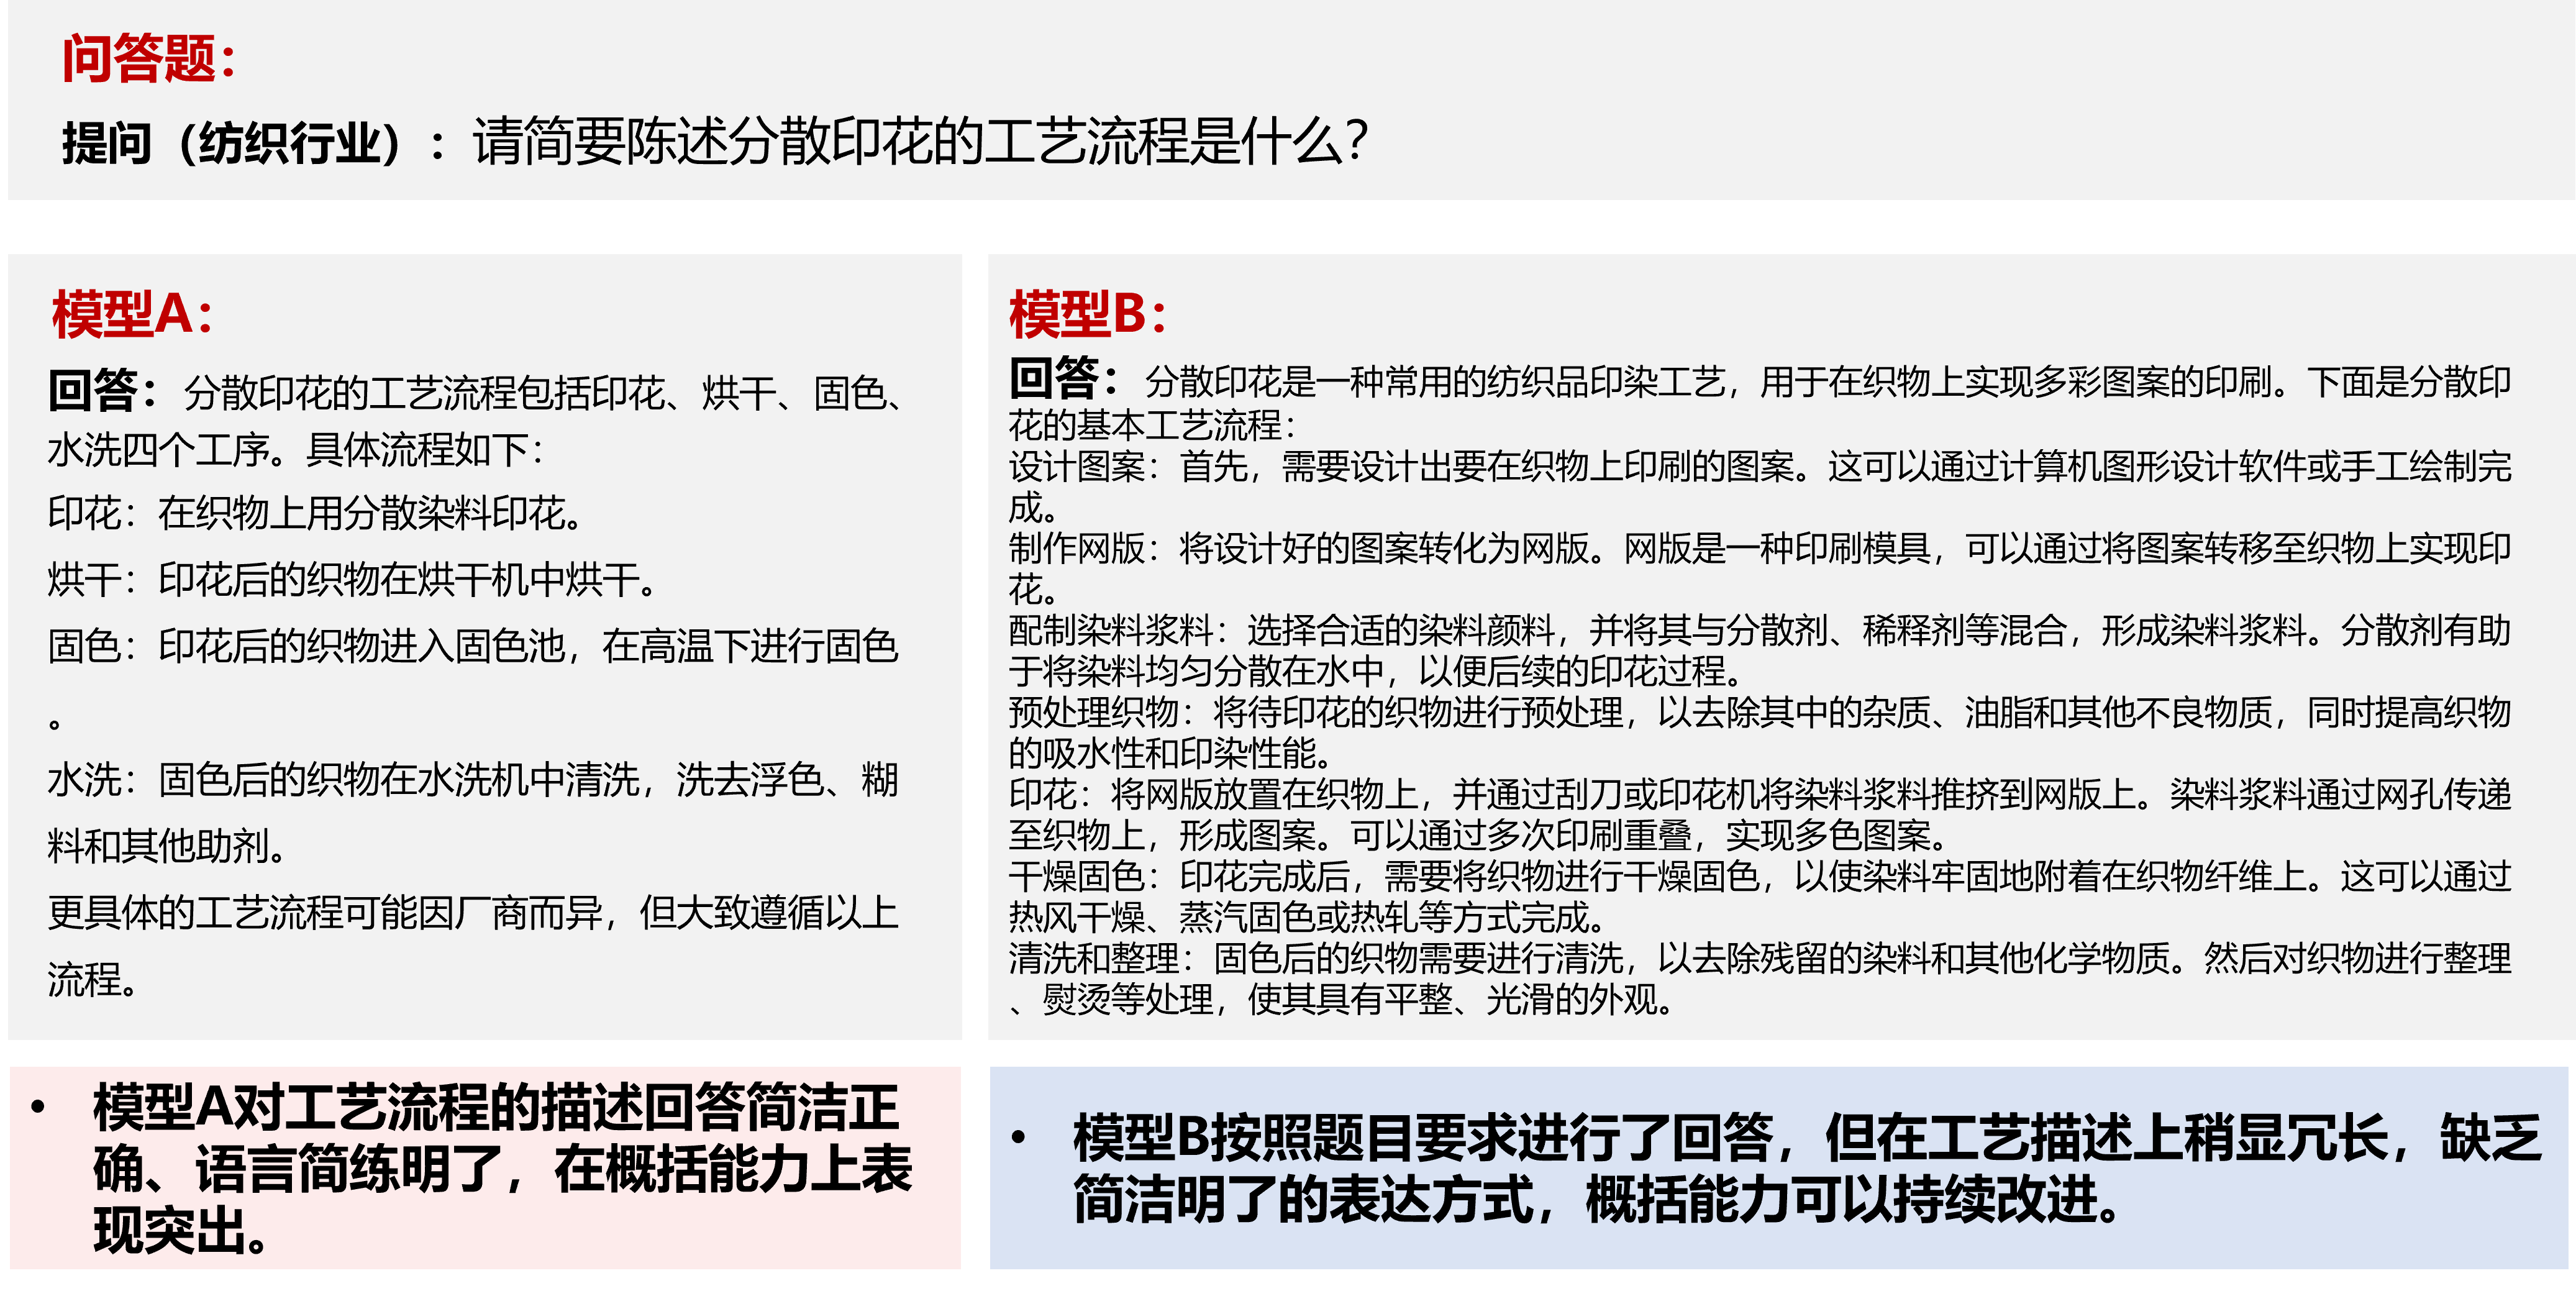 问答题：
提问（纺织行业）：请简要陈述分散印花的工艺流程是什么？
模型A：
回答：分散印花的工艺流程包括印花、烘干、固色、
水洗四个工序。具体流程如下：
印花：在织物上用分散染料印花。
烘干：印花后的织物在烘干机中烘干。
固色：印花后的织物进入固色池，在高温下进行固色
。
水洗：固色后的织物在水洗机中清洗，洗去浮色、糊
料和其他助剂。
更具体的工艺流程可能因厂商而异，但大致遵循以上
流程。
模型B：
回答：分散印花是一种常用的纺织品印染工艺，用于在织物上实现多彩图案的印刷。下面是分散印
花的基本工艺流程：
设计图案：首先，需要设计出要在织物上印刷的图案。这可以通过计算机图形设计软件或手工绘制完
成。
制作网版：将设计好的图案转化为网版。网版是一种印刷模具，可以通过将图案转移至织物上实现印
花。
配制染料浆料：选择合适的染料颜料，并将其与分散剂、稀释剂等混合，形成染料浆料。分散剂有助
于将染料均匀分散在水中，以便后续的印花过程。
预处理织物：将待印花的织物进行预处理，以去除其中的杂质、油脂和其他不良物质，同时提高织物
的吸水性和印染性能。
印花：将网版放置在织物上，并通过刮刀或印花机将染料浆料推挤到网版上。染料浆料通过网孔传递
至织物上，形成图案。可以通过多次印刷重叠，实现多色图案。
干燥固色：印花完成后，需要将织物进行干燥固色，以使染料牢固地附着在织物纤维上。这可以通过
热风干燥、蒸汽固色或热轧等方式完成。
清洗和整理：固色后的织物需要进行清洗，以去除残留的染料和其他化学物质。然后对织物进行整理
、熨烫等处理，使其具有平整、光滑的外观。
• 模型A对工艺流程的描述回答简洁正
确、语言简练明了，在概括能力上表
现突出。
• 模型B按照题目要求进行了回答，但在工艺描述上稍显冗长，缺乏
简洁明了的表达方式，概括能力可以持续改进。